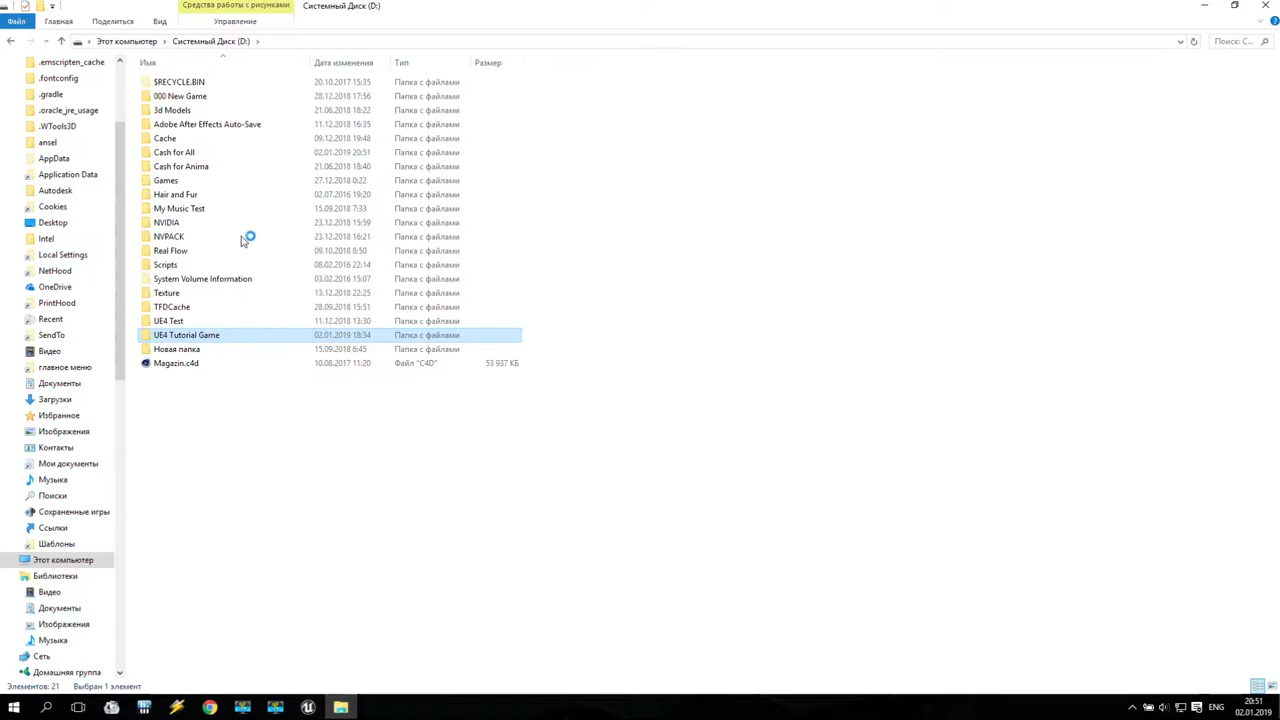 Средства работы с рисунками Системный Диск (D:)
Файл Главная Поделиться Вид Управление
Этот компьютер > Системный Диск (D:) > Поиск: С...
Имя Дата изменения Тип Размер
.emscripten_cache
.fontconfig
.gradle
.oracle_jre_usage
.WTools3D
ansel
AppData
Application Data
Autodesk
Cookies
Desktop
Intel
Local Settings
NetHood
OneDrive
PrintHood
Recent
SendTo
Видео
главное меню
Документы
Загрузки
Избранное
Изображения
Контакты
Мои документы
Музыка
Поиски
Сохраненные игры
Ссылки
Шаблоны
Этот компьютер
Библиотеки
Видео
Документы
Изображения
Музыка
Сеть
Домашняя группа
$RECYCLE.BIN 20.10.2017 15:35 Папка с файлами
000 New Game 28.12.2018 17:56 Папка с файлами
3d Models 21.06.2018 18:22 Папка с файлами
Adobe After Effects Auto-Save 11.12.2018 16:35 Папка с файлами
Cache 09.12.2018 19:48 Папка с файлами
Cash for All 02.01.2019 20:51 Папка с файлами
Cash for Anima 21.06.2018 18:40 Папка с файлами
Games 27.12.2018 0:22 Папка с файлами
Hair and Fur 02.07.2016 19:20 Папка с файлами
My Music Test 15.09.2018 7:33 Папка с файлами
NVIDIA 23.12.2018 15:59 Папка с файлами
NVPACK 23.12.2018 16:21 Папка с файлами
Real Flow 09.10.2018 8:50 Папка с файлами
Scripts 08.02.2016 22:14 Папка с файлами
System Volume Information 03.02.2016 15:07 Папка с файлами
Texture 13.12.2018 22:25 Папка с файлами
TFDCache 28.09.2018 15:51 Папка с файлами
UE4 Test 11.12.2018 13:30 Папка с файлами
UE4 Tutorial Game 02.01.2019 18:34 Папка с файлами
Новая папка 15.09.2018 6:45 Папка с файлами
Magazin.c4d 10.08.2017 11:20 Файл "C4D" 53 937 КБ
Элементов: 21 Выбран 1 элемент
ENG 20:51
02.01.2019